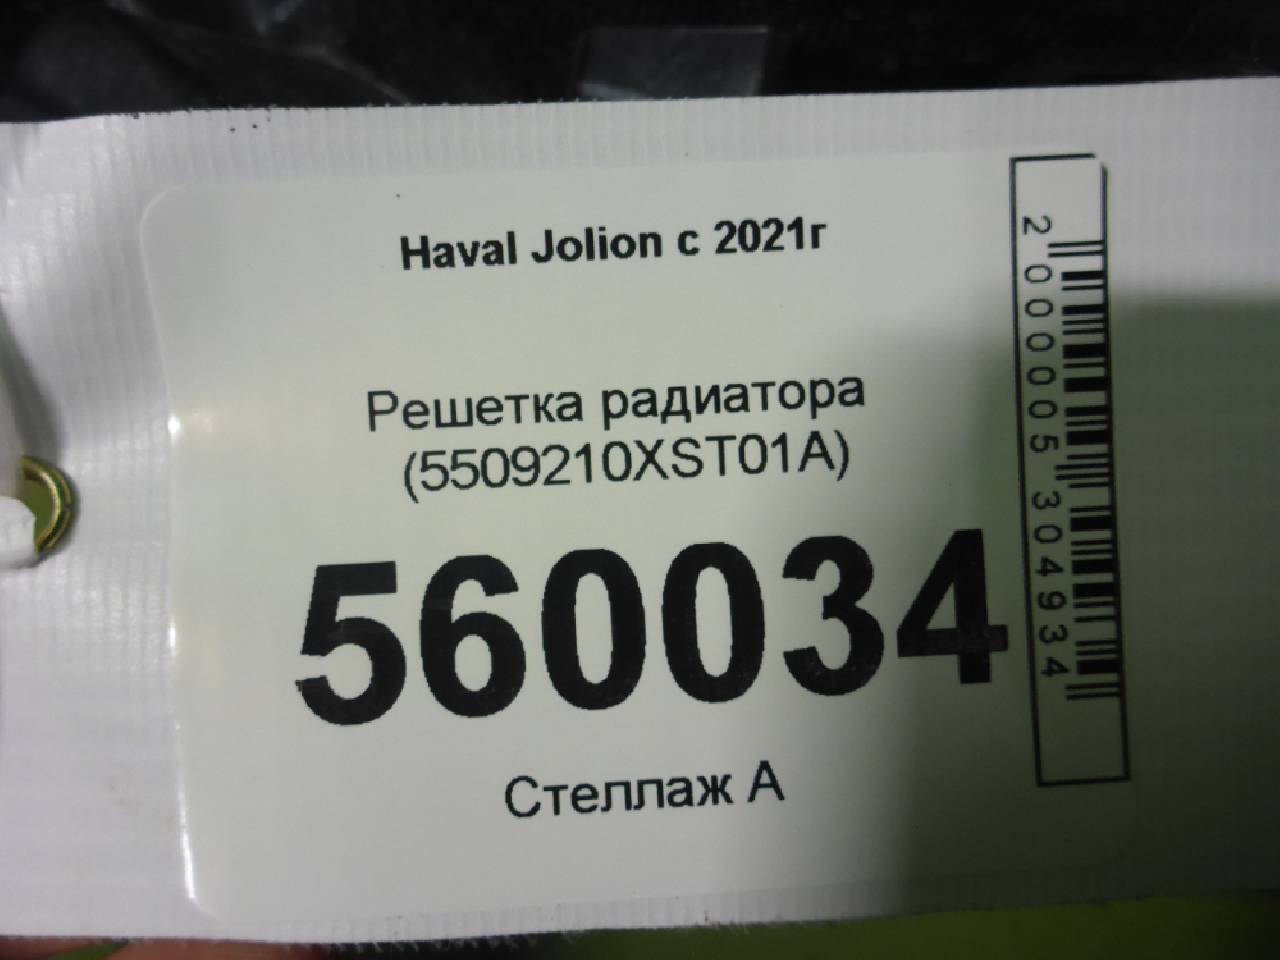 Haval Jolion с 2021г
Решетка радиатора
(5509210XST01A)
560034
Стеллаж А
2000005304934